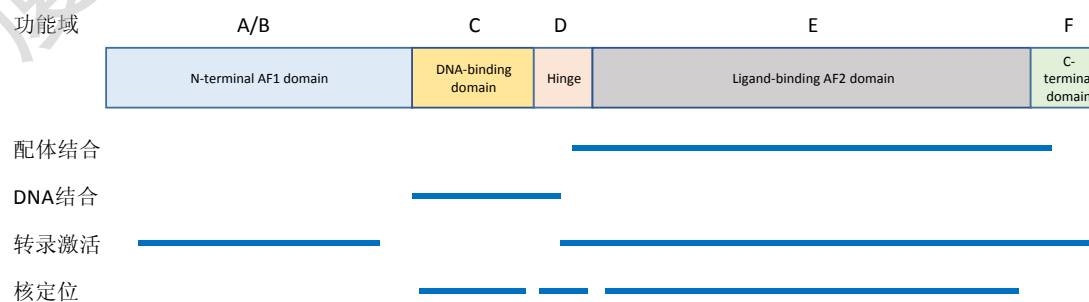 功能域 A/B C D E F
N-terminal AF1 domain
DNA-binding
domain
Hinge
Ligand-binding AF2 domain
C-
termina
domain
配体结合
DNA结合
转录激活
核定位